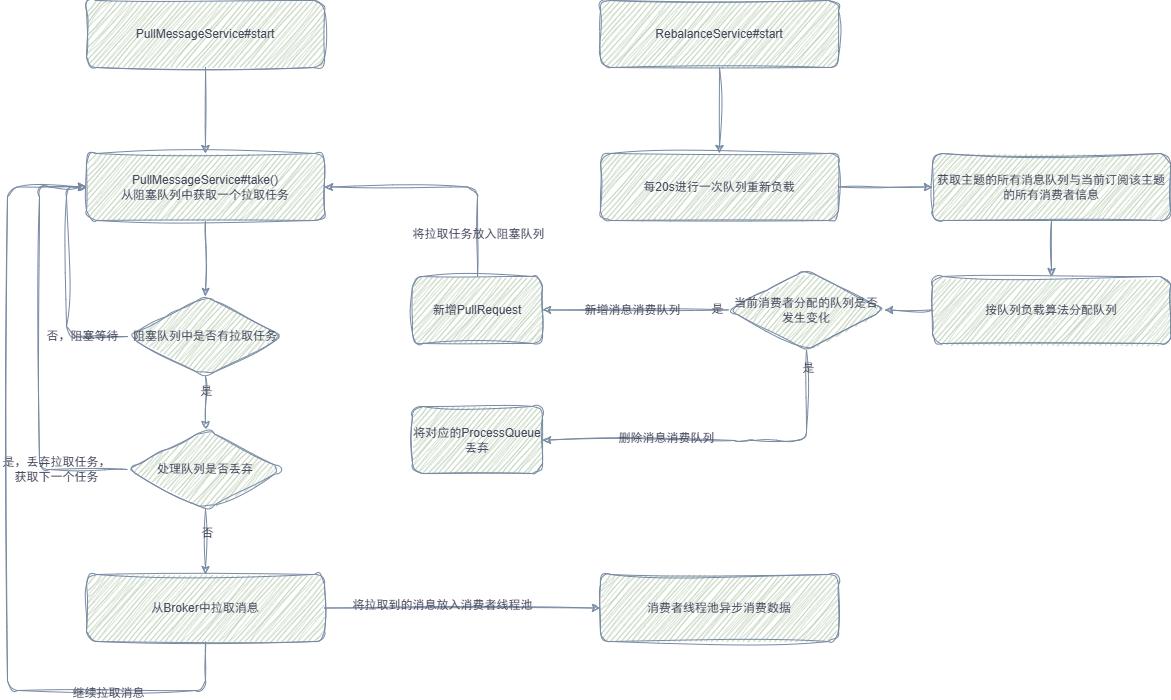 PullMessageService#start
RebalanceService#start
PullMessageService#take()
从阻塞队列中获取一个拉取任务
每20s进行一次队列重新负载
获取主题的所有消息队列与当前订阅该主题
的所有消费者信息
将拉取任务放入阻塞队列
新增PullRequest
新增消息消费队列
是
当前消费者分配的队列是否
发生变化
按队列负载算法分配队列
否，阻塞等待
阻塞队列中是否有拉取任务
是
是
将对应的ProcessQueue
丢弃
删除消息消费队列
是，丢弃拉取任务，
获取下一个任务
处理队列是否丢弃
否
从Broker中拉取消息
将拉取到的消息放入消费者线程池
消费者线程池异步消费数据
继续拉取消息